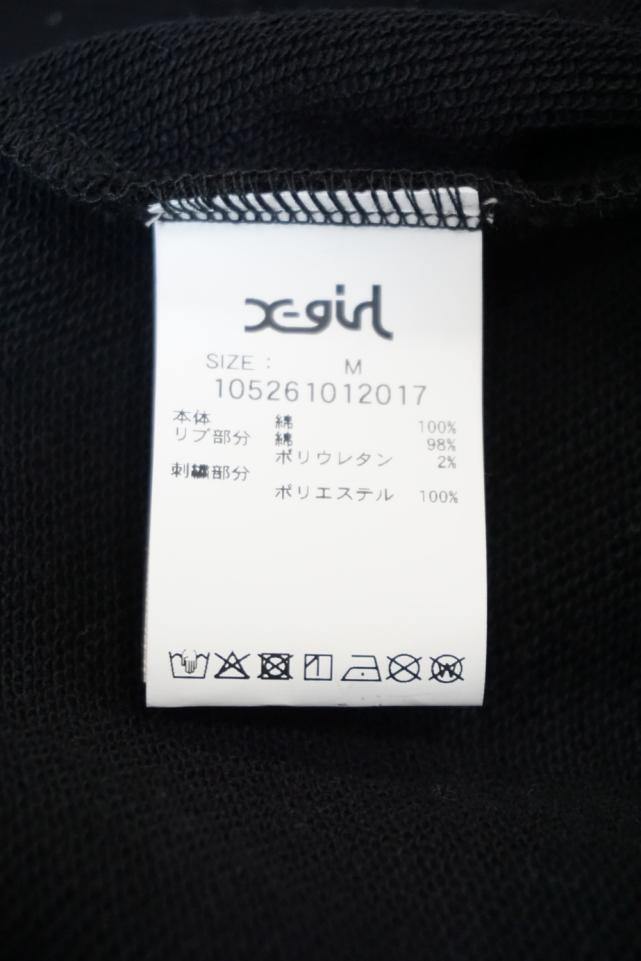 x-girl
SIZE : M
105261012017
本体 綿 100%
リブ部分 綿 98%
ポリウレタン 2%
刺繍部分
ポリエステル 100%